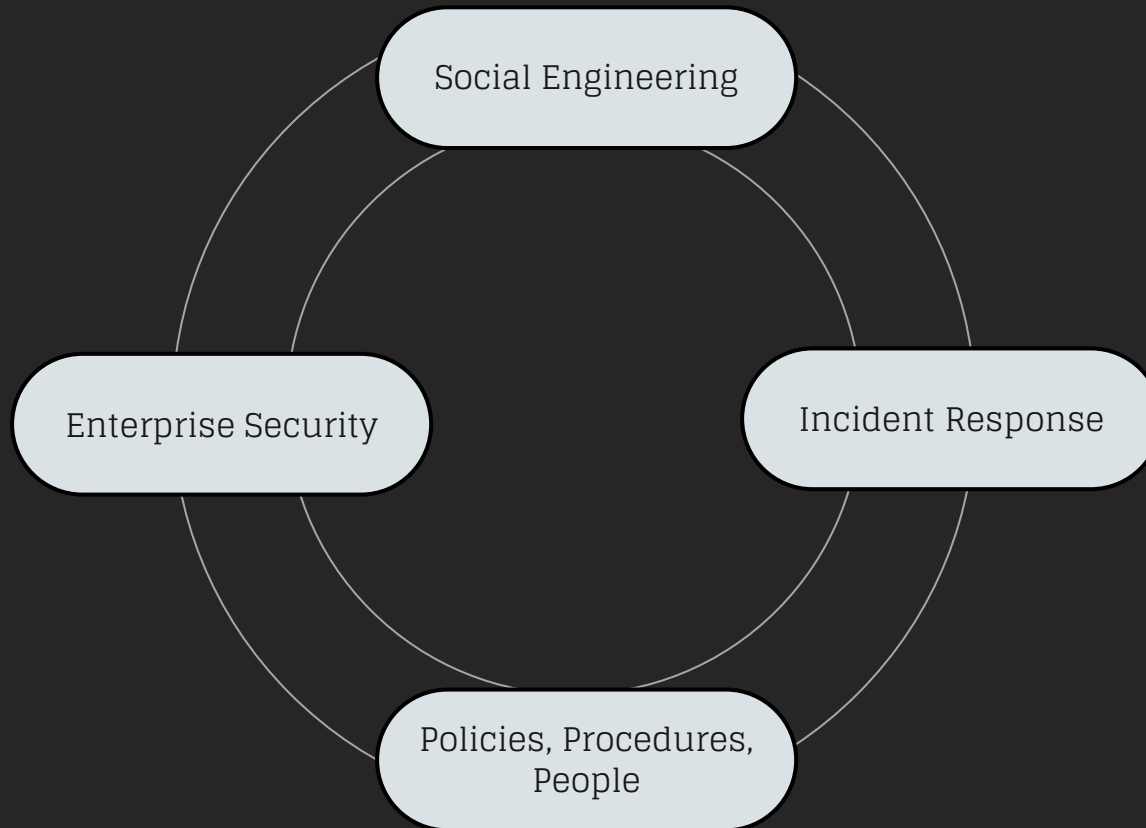 Social Engineering
Enterprise Security
Incident Response
Policies, Procedures,
People